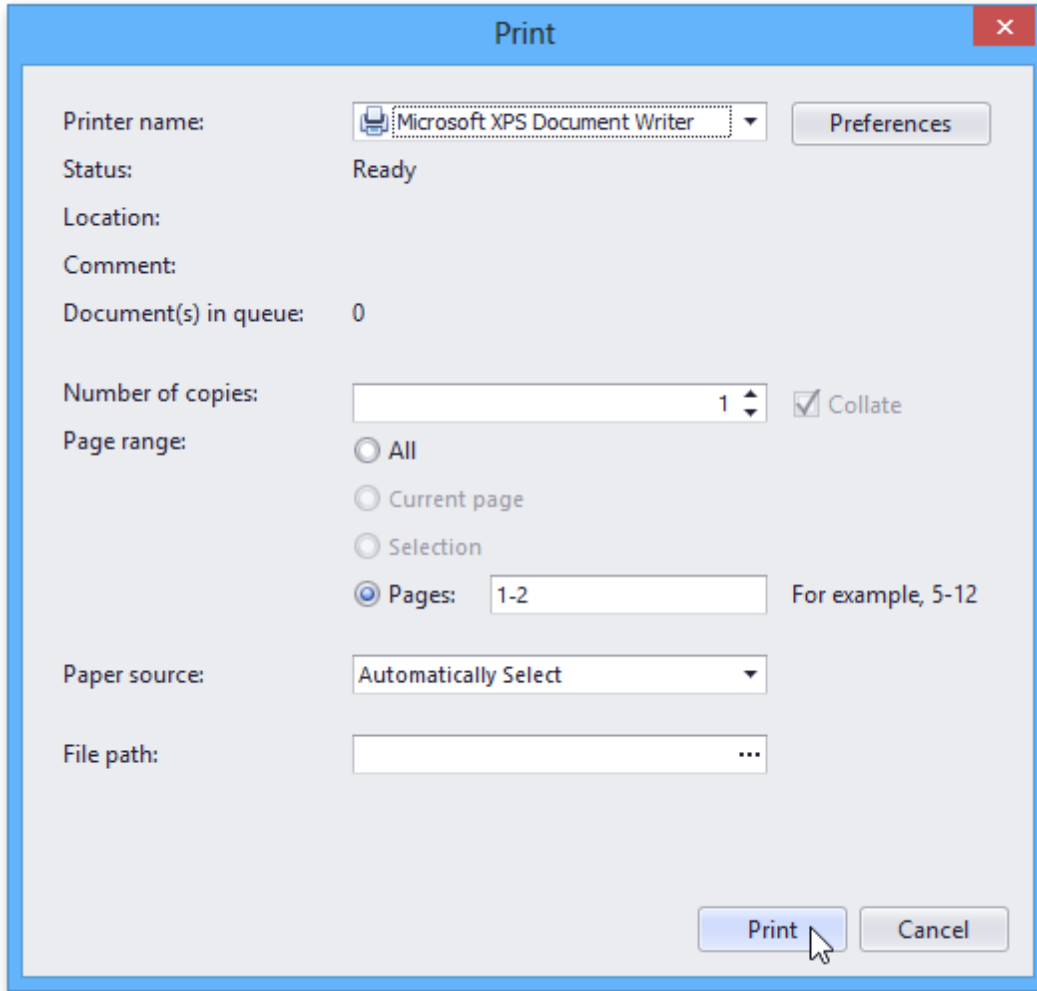 Print
Printer name: Microsoft XPS Document Writer Preferences
Status: Ready
Location:
Comment:
Document(s) in queue: 0
Number of copies: 1 Collate
Page range: All
Current page
Selection
Pages: 1-2 For example, 5-12
Paper source: Automatically Select
File path: ...
Print Cancel